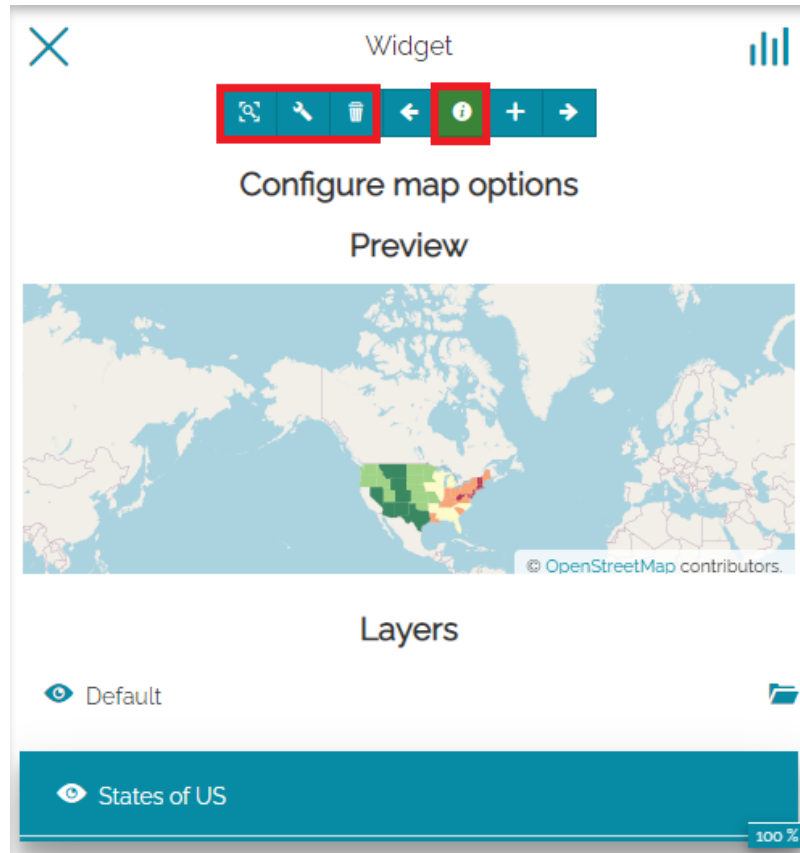 Widget
Configure map options
Preview
© OpenStreetMap contributors.
Layers
Default
States of US
100 %